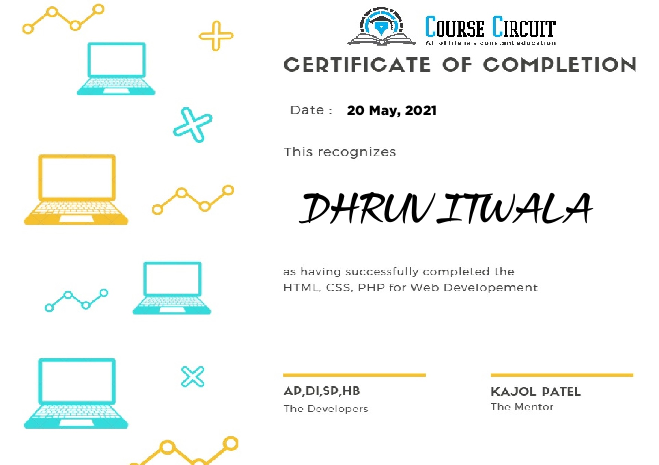 COURSE CIRCUIT
CERTIFICATE OF COMPLETION
Date : 20 May, 2021
This recognizes
DHRUV ITWALA
as having successfully completed the
HTML, CSS, PHP for Web Developement
AP,DI,SP,HB
The Developers
KAJOL PATEL
The Mentor